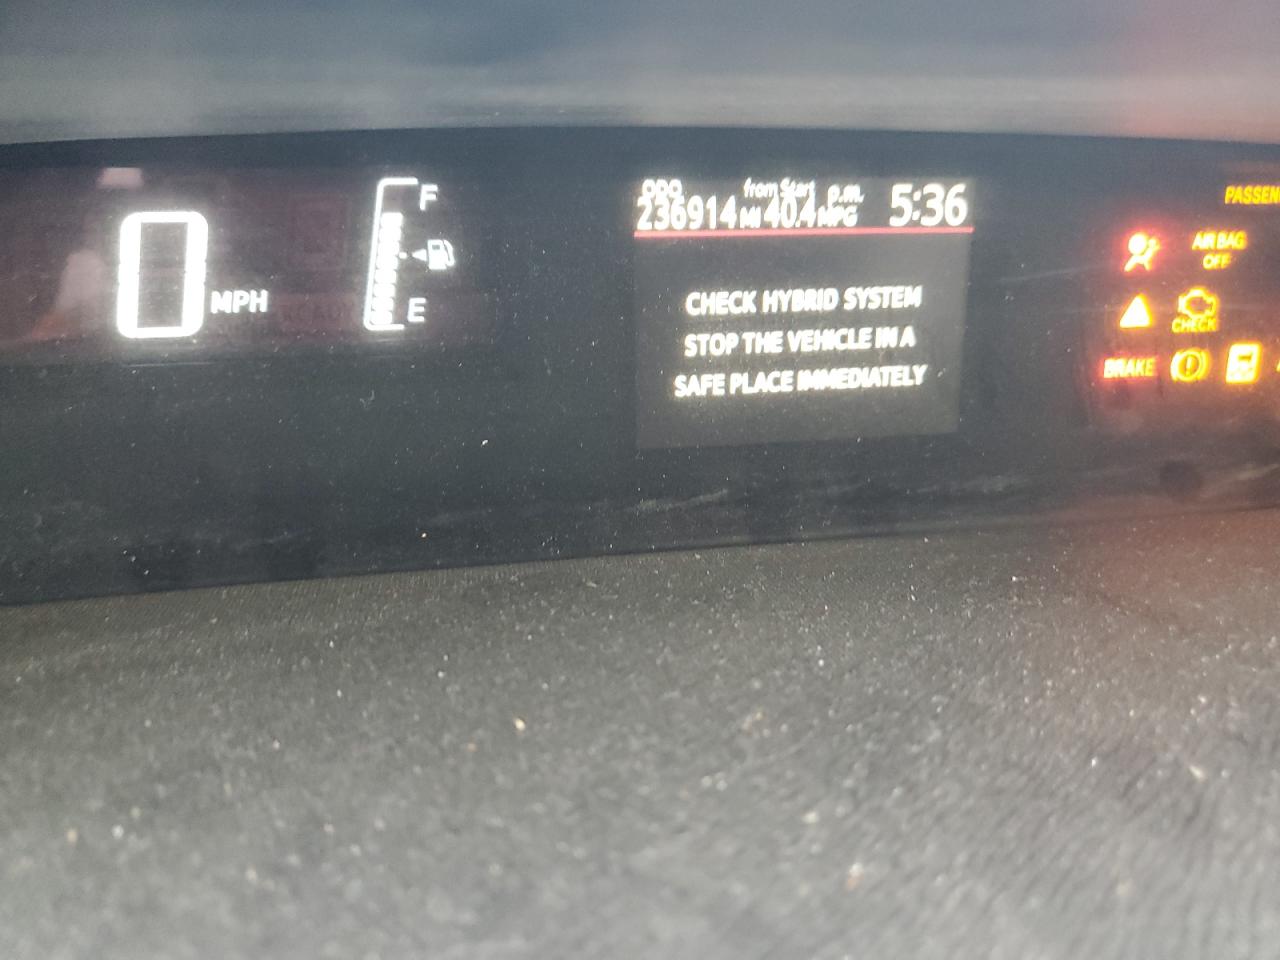 0 MPH
F
E
ODO from Start p.m. 5:36
236914 MI 40.4 MPG
CHECK HYBRID SYSTEM
STOP THE VEHICLE IN A
SAFE PLACE IMMEDIATELY
AIR BAG
OFF
CHECK
BRAKE